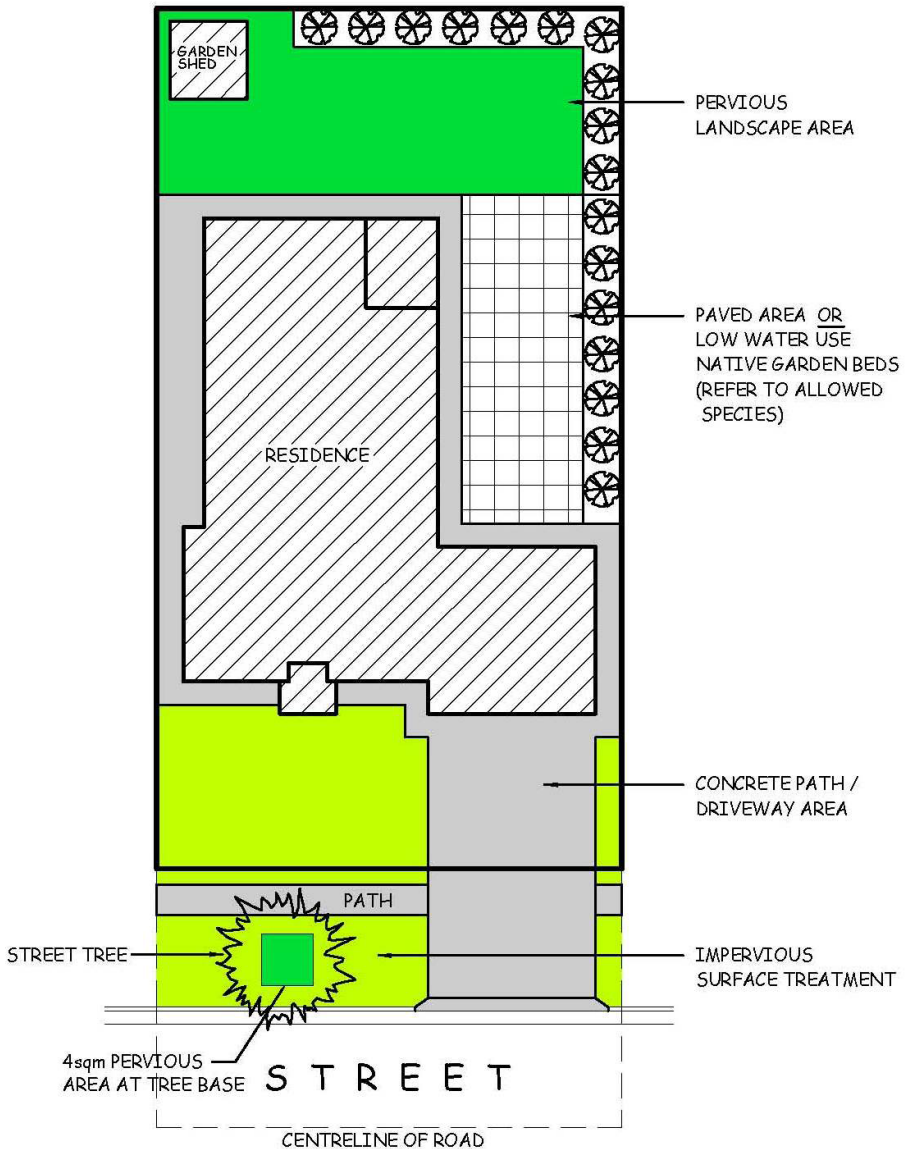 GARDEN
SHED
PERVIOUS
LANDSCAPE AREA
PAVED AREA OR
LOW WATER USE
NATIVE GARDEN BEDS
(REFER TO ALLOWED
SPECIES)
RESIDENCE
CONCRETE PATH /
DRIVEWAY AREA
PATH
STREET TREE
IMPERVIOUS
SURFACE TREATMENT
4sqm PERVIOUS
AREA AT TREE BASE
STREET
CENTRELINE OF ROAD